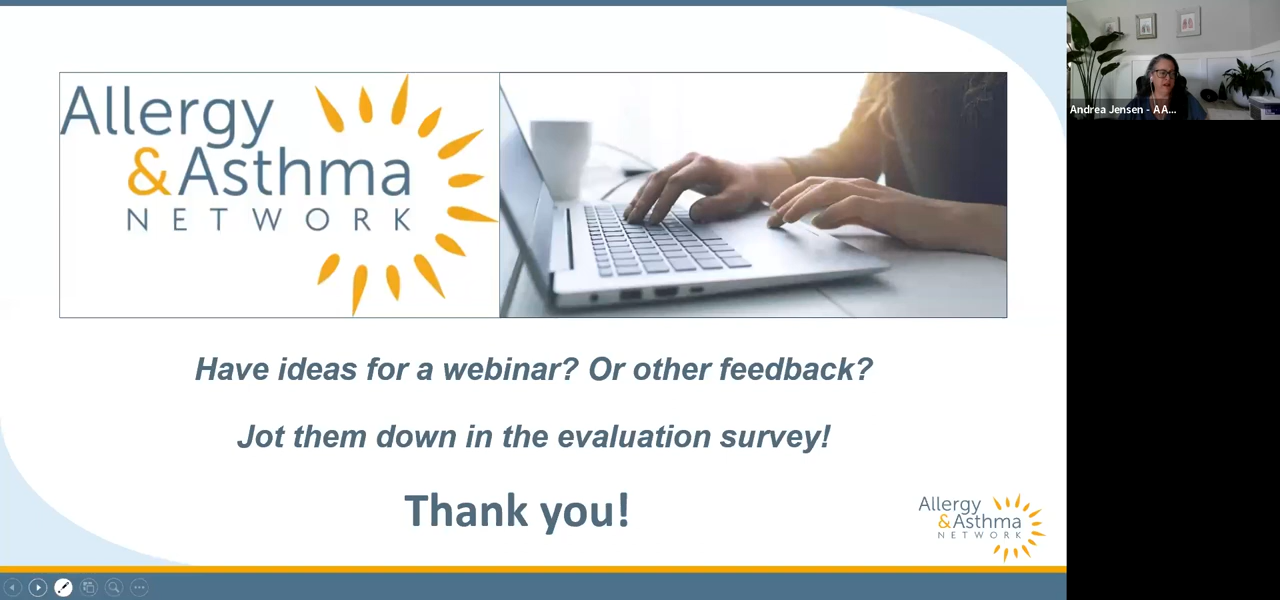 Allergy
&Asthma
NETWORK
Have ideas for a webinar? Or other feedback?
Jot them down in the evaluation survey!
Thank you!
Allergy
&Asthma
NETWORK
Andrea Jensen - AA...